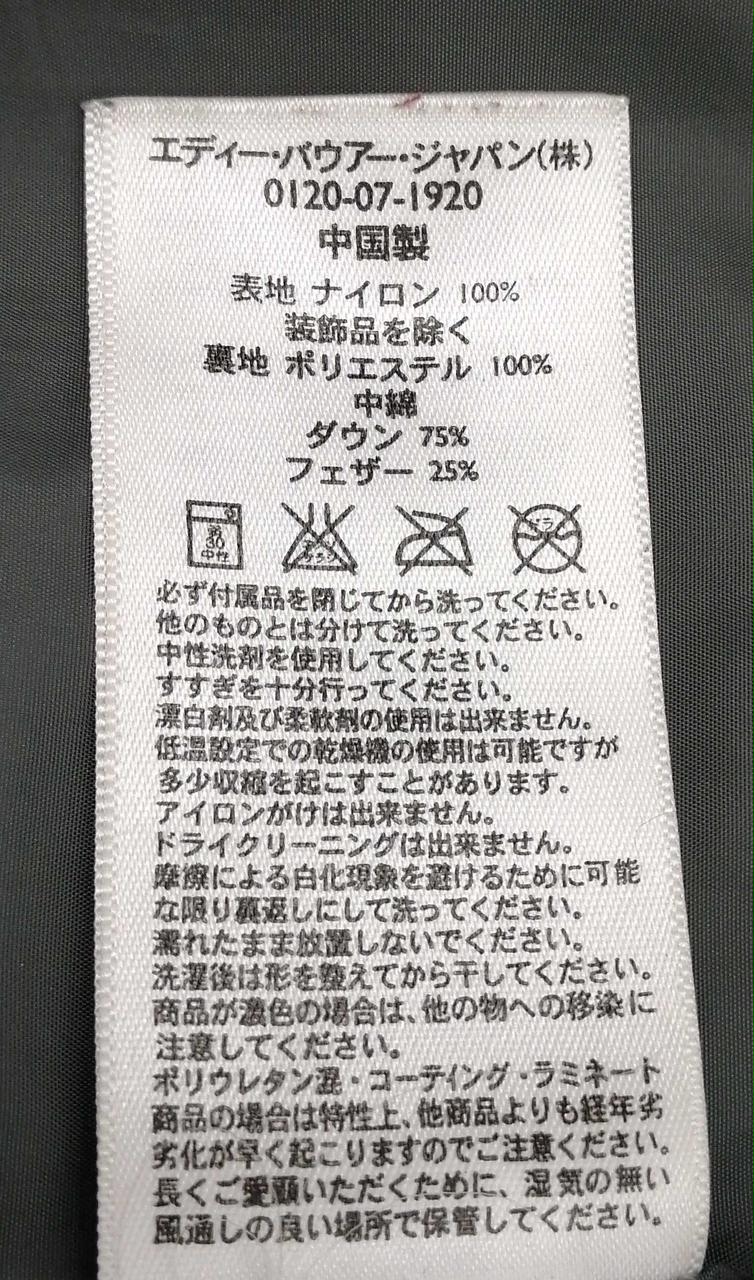 エディー・バウアー・ジャパン(株)
0120-07-1920
中国製
表地 ナイロン 100%
装飾品を除く
裏地 ポリエステル 100%
中綿
ダウン 75%
フェザー 25%
弱
30
中性
エンソ
サラシ
ドライ
必ず付属品を閉じてから洗ってください。
他のものとは分けて洗ってください。
中性洗剤を使用してください。
すすぎを十分行ってください。
漂白剤及び柔軟剤の使用は出来ません。
低温設定での乾燥機の使用は可能ですが
多少収縮を起こすことがあります。
アイロンがけは出来ません。
ドライクリーニングは出来ません。
摩擦による白化現象を避けるために可能
な限り裏返しにして洗ってください。
濡れたまま放置しないでください。
洗濯後は形を整えてから干してください。
商品が濃色の場合は、他の物への移染に
注意してください。
ポリウレタン混・コーティング・ラミネート
商品の場合は特性上、他商品よりも経年劣
劣化が早く起こりますのでご注意ください。
長くご愛顧いただくために、湿気の無い
風通しの良い場所で保管してください。